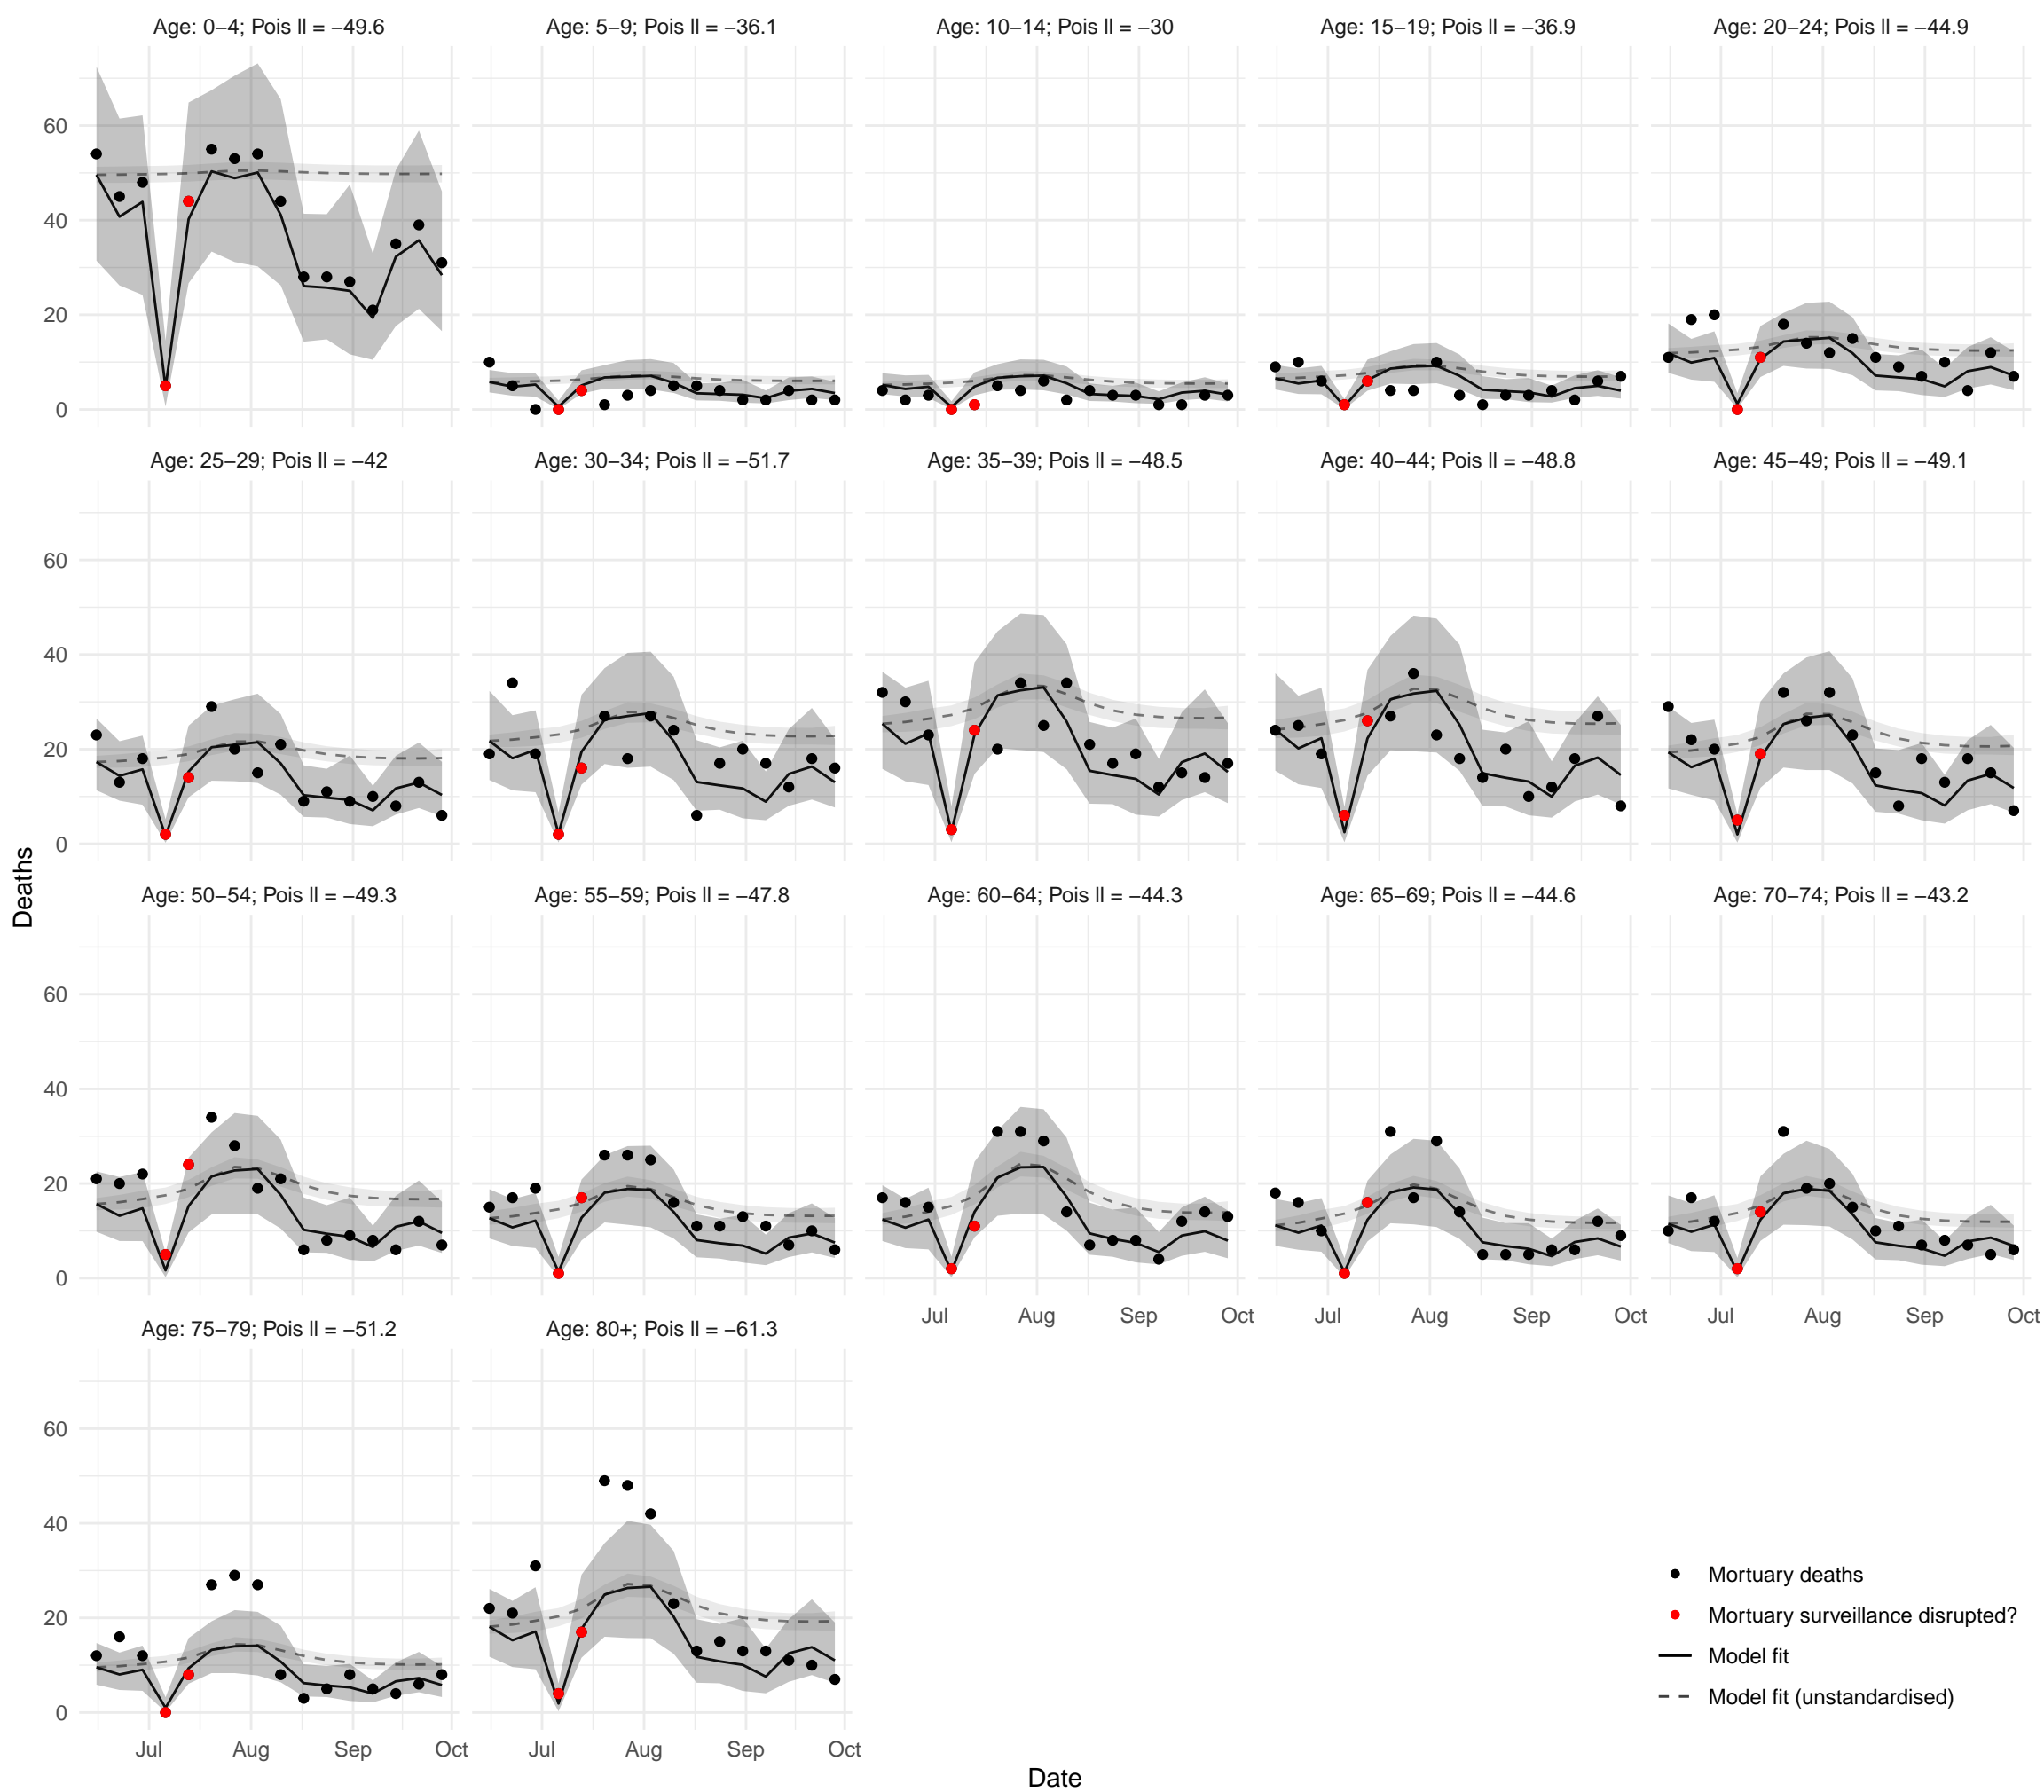 Age: 0−4; Pois ll = −49.6
Age: 5−9; Pois ll = −36.1
Age: 10−14; Pois ll = −30
Age: 15−19; Pois ll = −36.9
Age: 20−24; Pois ll = −44.9
60
40
20
0
Age: 25−29; Pois ll = −42
Age: 30−34; Pois ll = −51.7
Age: 35−39; Pois ll = −48.5
Age: 40−44; Pois ll = −48.8
Age: 45−49; Pois ll = −49.1
60
40
20
0
Deaths
Age: 50−54; Pois ll = −49.3
Age: 55−59; Pois ll = −47.8
Age: 60−64; Pois ll = −44.3
Age: 65−69; Pois ll = −44.6
Age: 70−74; Pois ll = −43.2
60
40
20
0
Jul Aug Sep Oct
Jul Aug Sep Oct
Jul Aug Sep Oct
Age: 75−79; Pois ll = −51.2
Age: 80+; Pois ll = −61.3
60
40
20
0
Jul Aug Sep Oct
Jul Aug Sep Oct
Mortuary deaths
Mortuary surveillance disrupted?
Model fit
Model fit (unstandardised)
Date